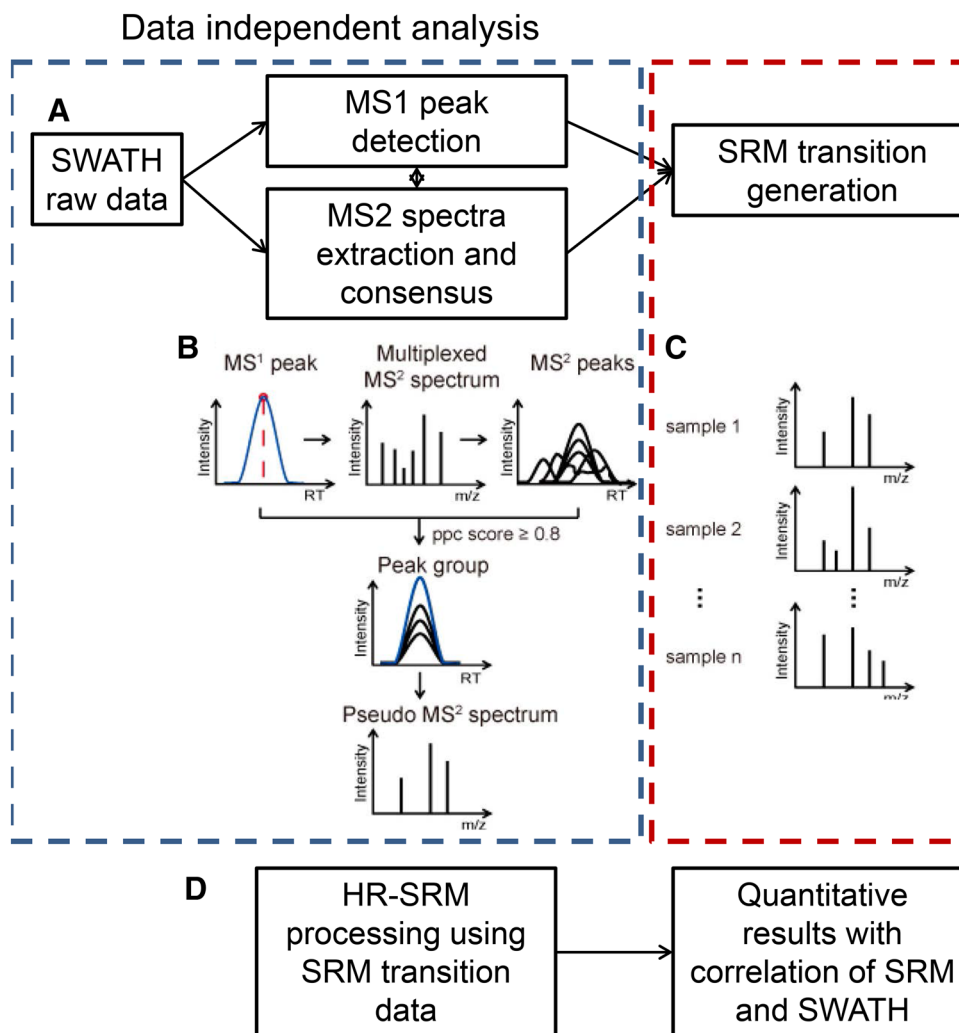 Data independent analysis
A
SWATH
raw data
MS1 peak
detection
MS2 spectra
extraction and
consensus
SRM transition
generation
B
MS¹ peak
Intensity
RT
Multiplexed
MS² spectrum
Intensity
m/z
MS² peaks
Intensity
RT
ppc score ≥ 0.8
Peak group
Intensity
RT
Pseudo MS² spectrum
Intensity
m/z
C
sample 1
Intensity
m/z
sample 2
Intensity
m/z
...
...
sample n
Intensity
m/z
D
HR-SRM
processing using
SRM transition
data
Quantitative
results with
correlation of SRM
and SWATH